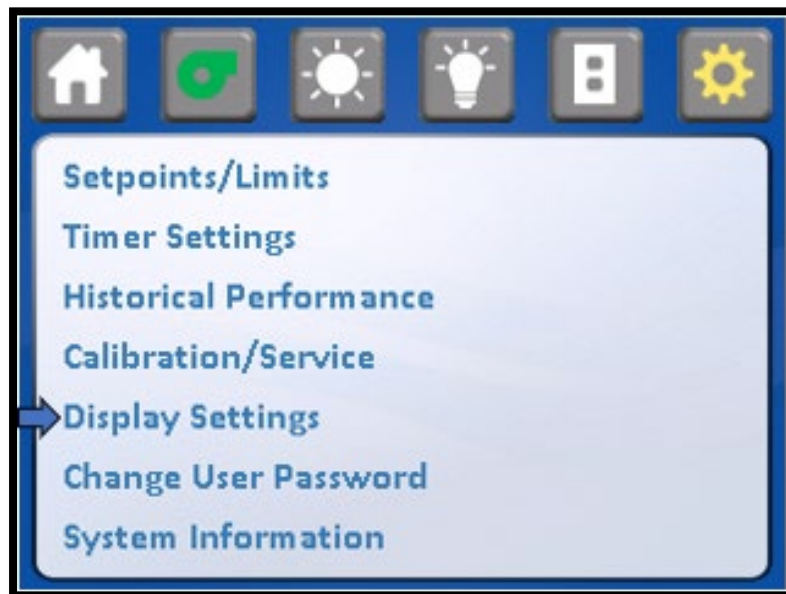 Setpoints/Limits
Timer Settings
Historical Performance
Calibration/Service
Display Settings
Change User Password
System Information